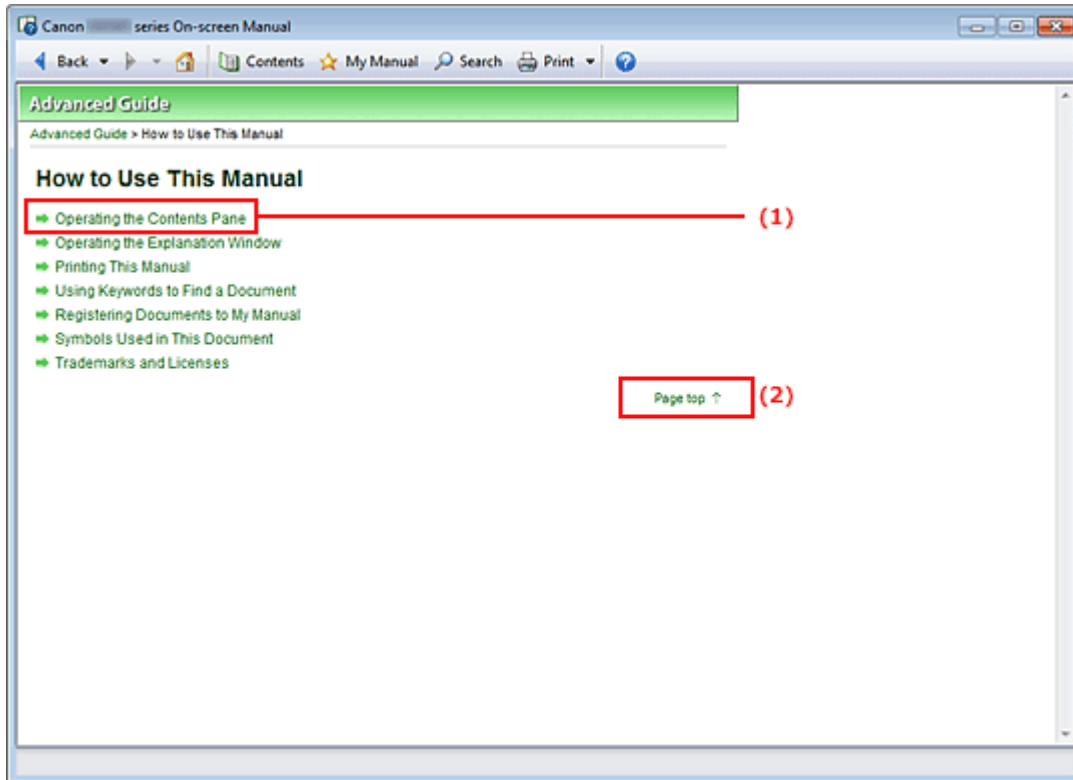 Canon series On-screen Manual
Back Contents My Manual Search Print
Advanced Guide
Advanced Guide > How to Use This Manual
How to Use This Manual
Operating the Contents Pane (1)
Operating the Explanation Window
Printing This Manual
Using Keywords to Find a Document
Registering Documents to My Manual
Symbols Used in This Document
Trademarks and Licenses
Page top ↑ (2)